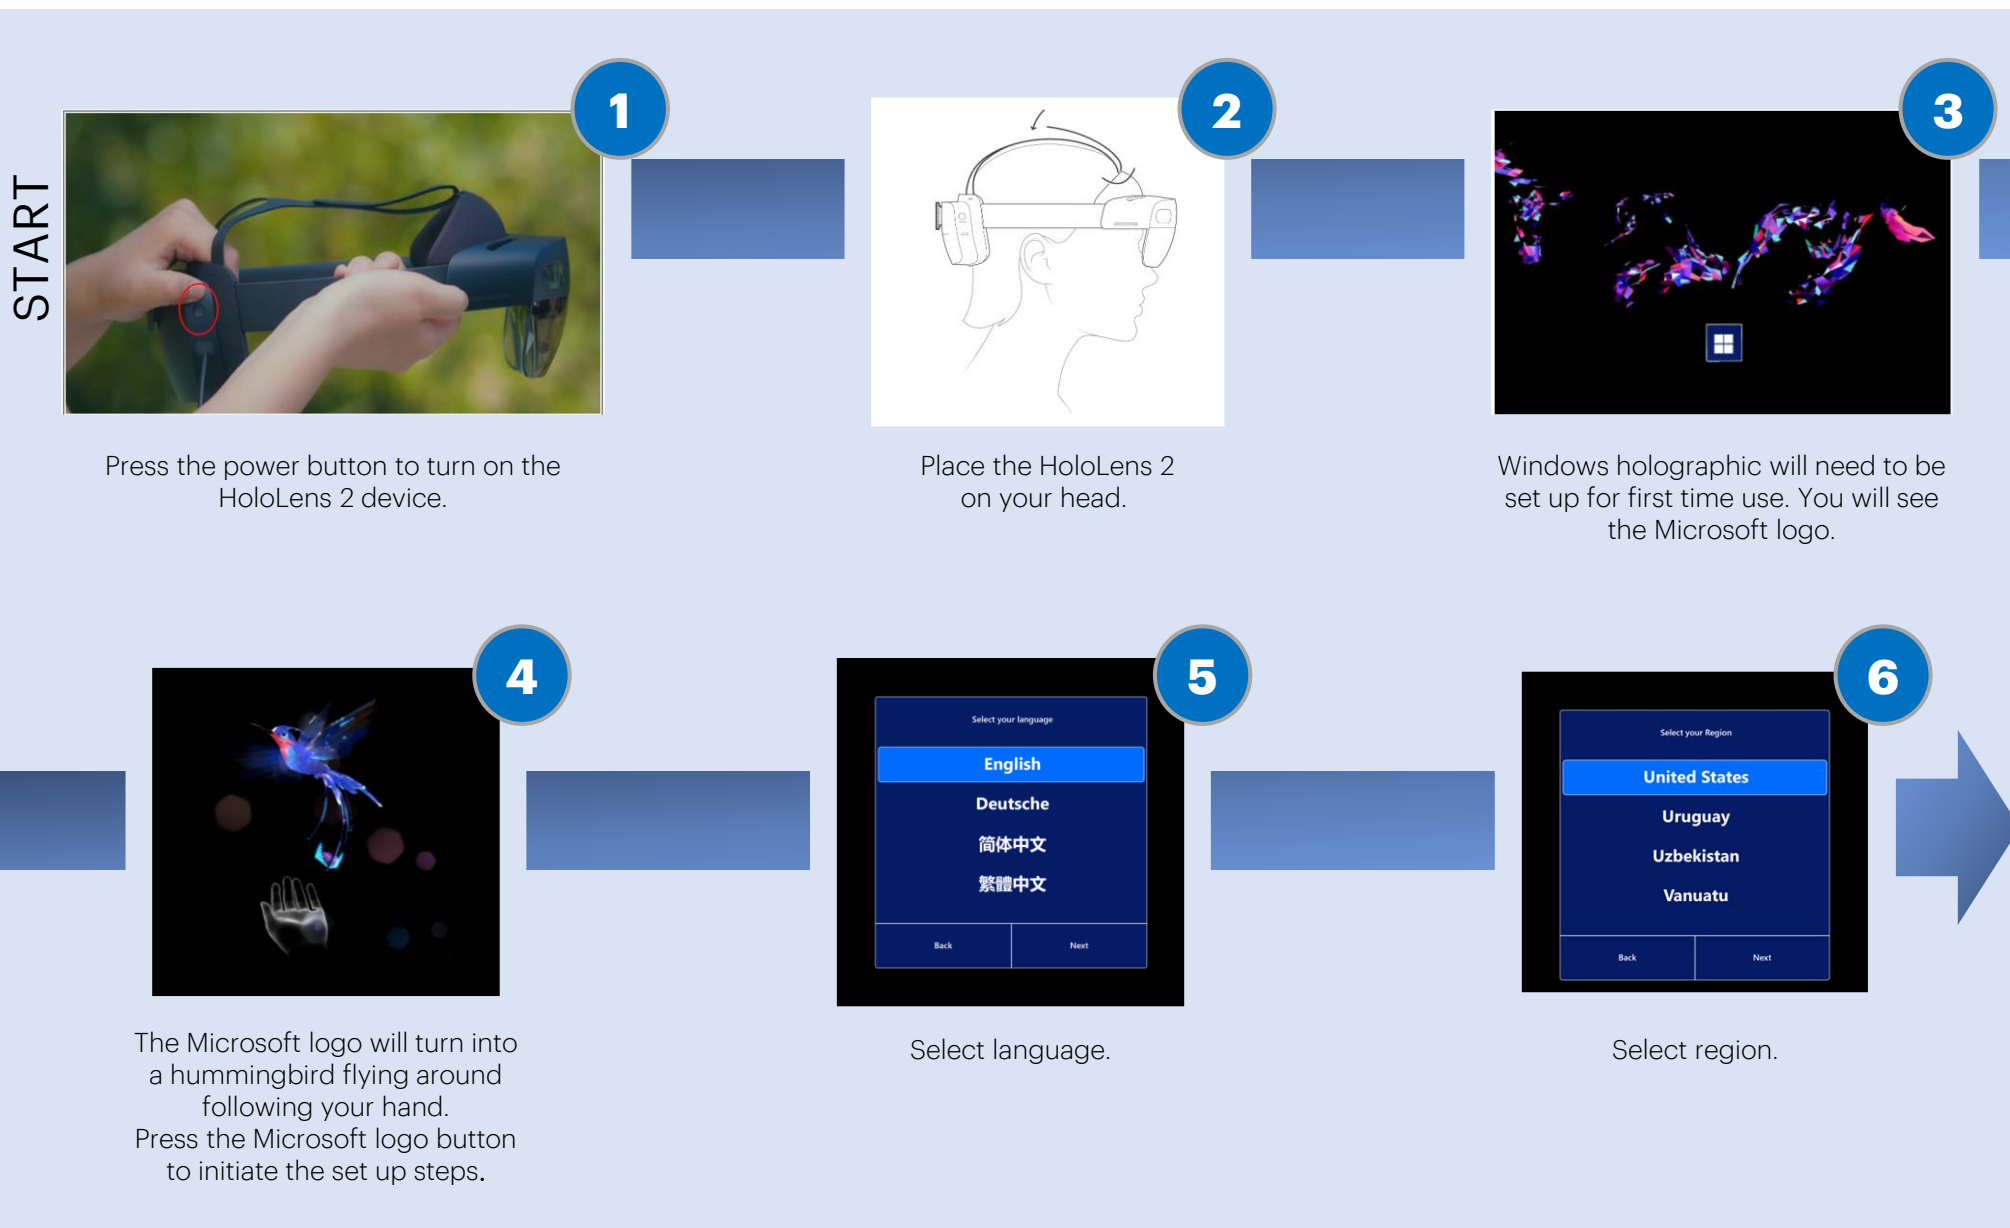 START
1
2
3
Press the power button to turn on the
HoloLens 2 device.
Place the HoloLens 2
on your head.
Windows holographic will need to be
set up for first time use. You will see
the Microsoft logo.
4
5
6
Select your language
English
Deutsche
简体中文
繁體中文
Back
Next
Select your Region
United States
Uruguay
Uzbekistan
Vanuatu
Back
Next
The Microsoft logo will turn into
a hummingbird flying around
following your hand.
Press the Microsoft logo button
to initiate the set up steps.
Select language.
Select region.